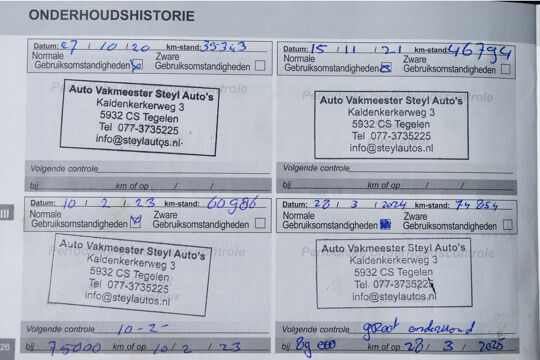 ONDERHOUDSHISTORIE
Datum: 27 / 10 / 20 km-stand: 35343
Normale Gebruiksomstandigheden Zware Gebruiksomstandigheden
Auto Vakmeester Steyl Auto's
Kaldenkerkerweg 3
5932 CS Tegelen
Tel 077-3735225
info@steylautos.nl
Volgende controle
bij km of op / /
Datum: 15 / 11 / 21 km-stand: 46794
Normale Zware
Gebruiksomstandigheden Gebruiksomstandigheden
Auto Vakmeester Steyl Auto's
Kaldenkerkerweg 3
5932 CS Tegelen
Tel 077-3735225
info@steylautos.nl
Volgende controle
bij km of op / /
III
Datum: 10 / 2 / 23 km-stand: 60986
Normale Zware
Gebruiksomstandigheden Gebruiksomstandigheden
Auto Vakmeester Steyl Auto's
Kaldenkerkerweg 3
5932 CS Tegelen
Tel 077-3735225
info@steylautos.nl
Volgende controle 10-2-
bij 75000 km of op 10 / 2 / 23
Datum: 28 / 3 / 2024 km-stand: 74854
Normale Zware
Gebruiksomstandigheden Gebruiksomstandigheden
Auto Vakmeester Steyl Auto's
Kaldenkerkerweg 3
5932 CS Tegelen
Tel 077-3735225
info@steylautos.nl
Volgende controle groot onderhoud
bij 89000 km of op 28 / 3 / 2025
26